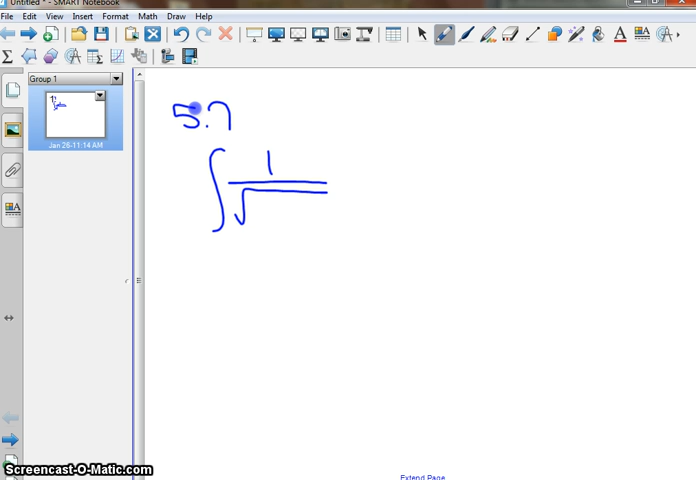 Untitled * - SMART Notebook
File Edit View Insert Format Math Draw Help
Group 1
Jan 26-11:14 AM
5.7
∫ 1
√
Extend Page
Screencast-O-Matic.com